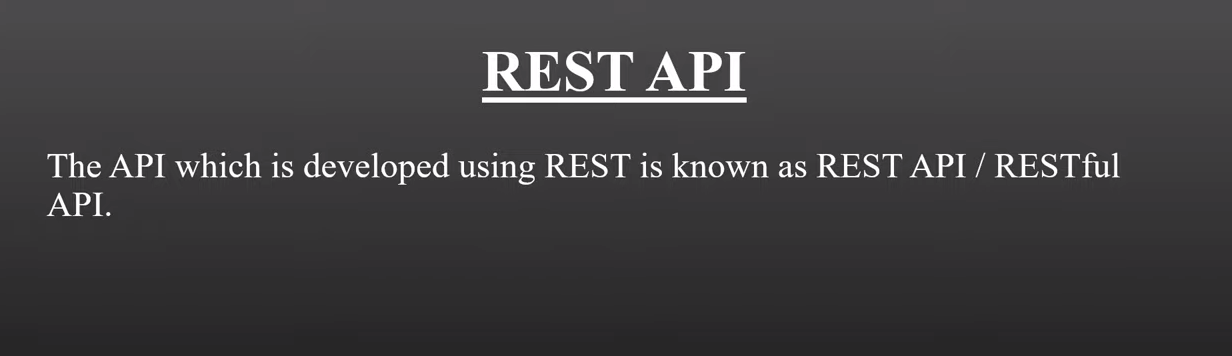 REST API
The API which is developed using REST is known as REST API / RESTful
API.